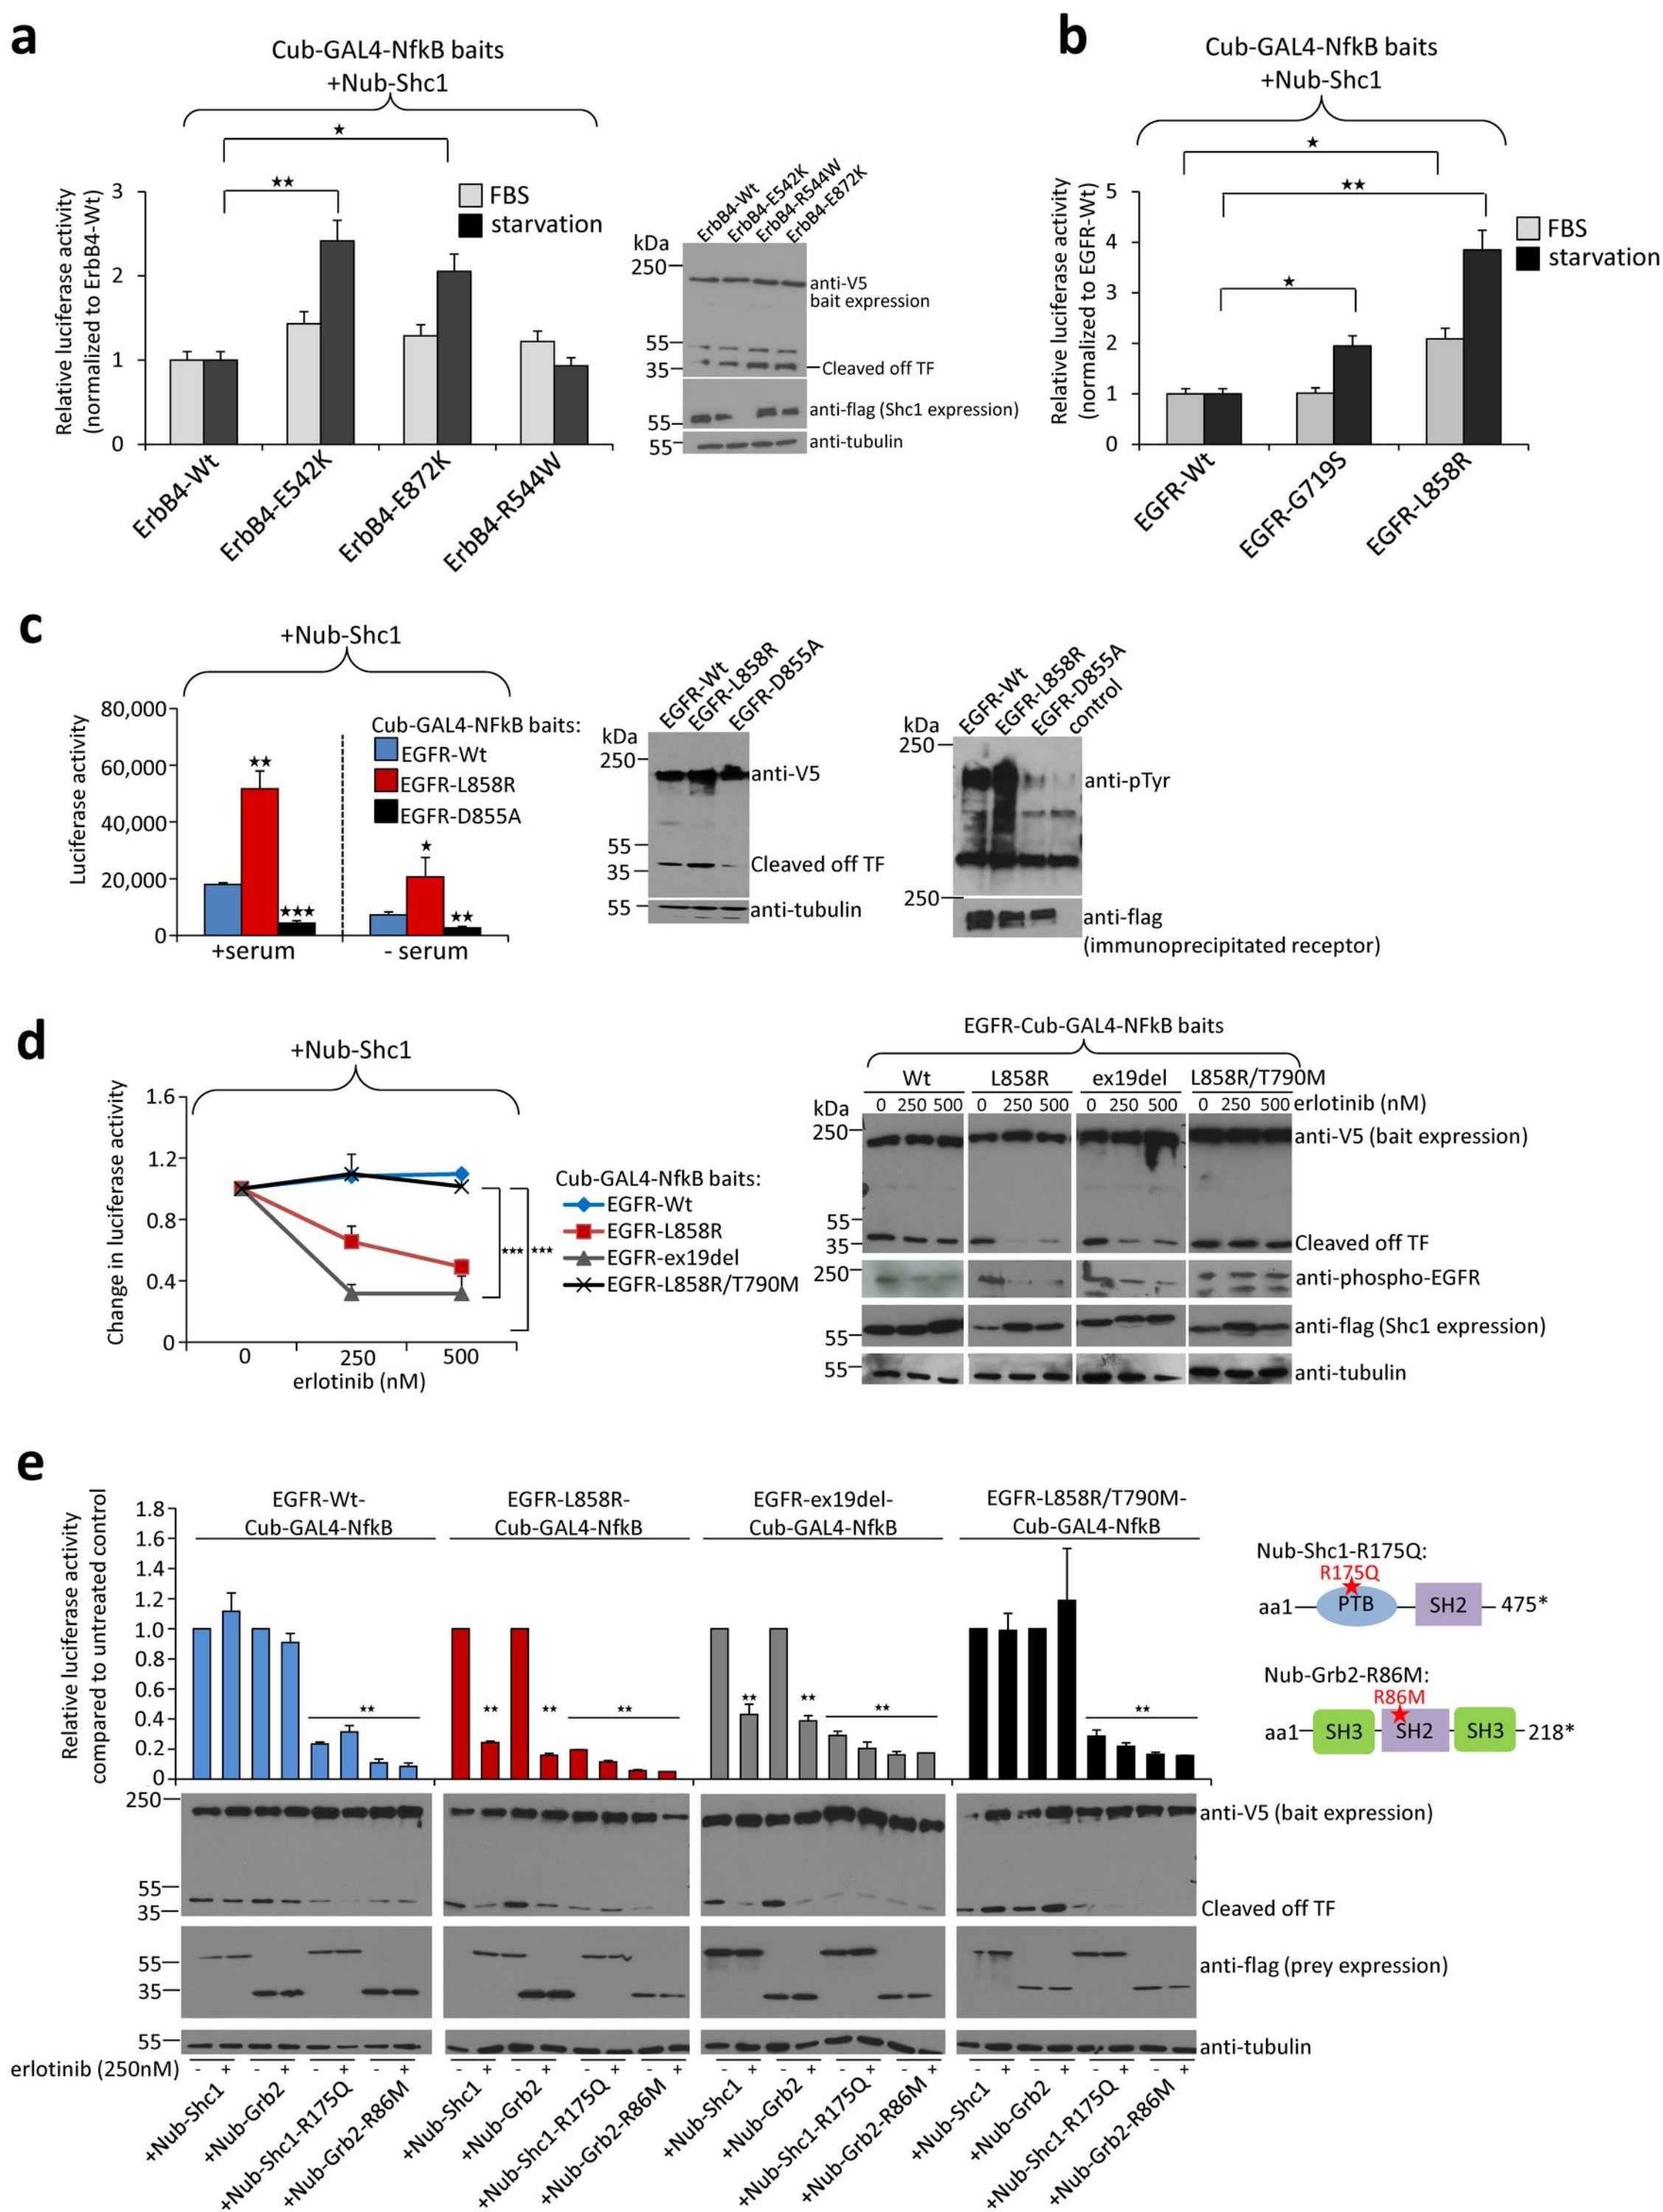 a
Cub-GAL4-NfkB baits
+Nub-Shc1
★
★★
FBS
starvation
Relative luciferase activity
(normalized to ErbB4-Wt)
3
2
1
0
ErbB4-Wt
ErbB4-E542K
ErbB4-E872K
ErbB4-R544W
ErbB4-Wt
ErbB4-E542K
ErbB4-R544W
ErbB4-E872K
kDa
250
anti-V5
bait expression
55
35
Cleaved off TF
anti-flag (Shc1 expression)
55
55
anti-tubulin
b
Cub-GAL4-NfkB baits
+Nub-Shc1
★
★★
★
FBS
starvation
Relative luciferase activity
(normalized to EGFR-Wt)
5
4
3
2
1
0
EGFR-Wt
EGFR-G719S
EGFR-L858R
c
+Nub-Shc1
Luciferase activity
80,000
60,000
40,000
20,000
0
★★
★★★
★
★★
Cub-GAL4-NFkB baits:
EGFR-Wt
EGFR-L858R
EGFR-D855A
+serum
- serum
EGFR-Wt
EGFR-L858R
EGFR-D855A
kDa
250
anti-V5
55
35
Cleaved off TF
55
anti-tubulin
EGFR-Wt
EGFR-L858R
EGFR-D855A
control
kDa
250
anti-pTyr
250
anti-flag
(immunoprecipitated receptor)
d
+Nub-Shc1
Change in luciferase activity
1.6
1.2
0.8
0.4
0
0
250
500
erlotinib (nM)
★★★
★★★
Cub-GAL4-NfkB baits:
EGFR-Wt
EGFR-L858R
EGFR-ex19del
EGFR-L858R/T790M
EGFR-Cub-GAL4-NFkB baits
Wt L858R ex19del L858R/T790M
0 250 500 0 250 500 0 250 500 0 250 500 erlotinib (nM)
kDa
250
anti-V5 (bait expression)
55
35
Cleaved off TF
250
anti-phospho-EGFR
55
anti-flag (Shc1 expression)
55
anti-tubulin
e
Relative luciferase activity
compared to untreated control
1.8
1.6
1.4
1.2
1.0
0.8
0.6
0.4
0.2
0
EGFR-Wt-
Cub-GAL4-NfkB
EGFR-L858R-
Cub-GAL4-NfkB
EGFR-ex19del-
Cub-GAL4-NfkB
EGFR-L858R/T790M-
Cub-GAL4-NfkB
★★
★★ ★★ ★★
★★ ★★ ★★
★★
Nub-Shc1-R175Q:
R175Q
aa1 PTB SH2 475*
Nub-Grb2-R86M:
R86M
aa1 SH3 SH2 SH3 218*
250
anti-V5 (bait expression)
55
35
Cleaved off TF
55
35
anti-flag (prey expression)
55
anti-tubulin
erlotinib (250nM) - + - + - + - + - + - + - + - + - + - + - + - + - + - + - + - +
+Nub-Shc1
+Nub-Grb2
+Nub-Shc1-R175Q
+Nub-Grb2-R86M
+Nub-Shc1
+Nub-Grb2
+Nub-Shc1-R175Q
+Nub-Grb2-R86M
+Nub-Shc1
+Nub-Grb2
+Nub-Shc1-R175Q
+Nub-Grb2-R86M
+Nub-Shc1
+Nub-Grb2
+Nub-Shc1-R175Q
+Nub-Grb2-R86M